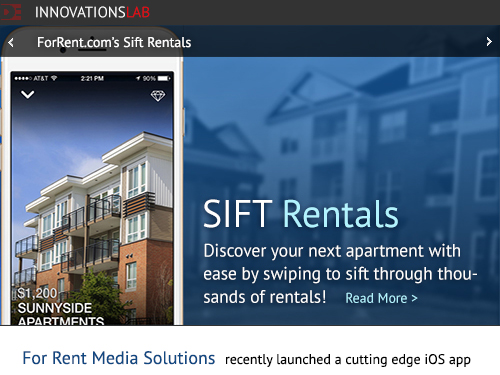 INNOVATIONSLAB
ForRent.com's Sift Rentals
AT&T 2:21 PM 90%
SIFT Rentals
Discover your next apartment with
ease by swiping to sift through thou-
sands of rentals! Read More >
$1,200
SUNNYSIDE
APARTMENTS
For Rent Media Solutions recently launched a cutting edge iOS app